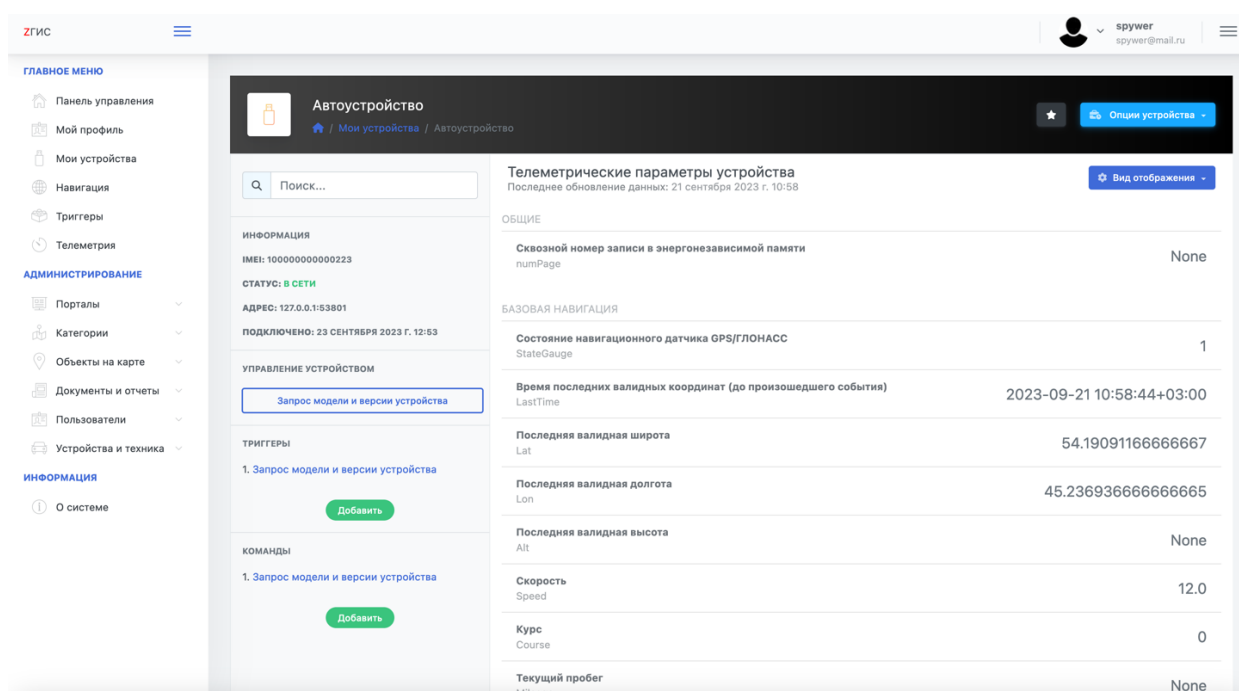 ZГИС
spywer
spywer@mail.ru
ГЛАВНОЕ МЕНЮ
Панель управления
Мой профиль
Мои устройства
Навигация
Триггеры
Телеметрия
АДМИНИСТРИРОВАНИЕ
Порталы
Категории
Объекты на карте
Документы и отчеты
Пользователи
Устройства и техника
ИНФОРМАЦИЯ
О системе
Автоустройство
/ Мои устройства / Автоустройство
Опции устройства
Поиск...
ИНФОРМАЦИЯ
IMEI: 100000000000223
СТАТУС: В СЕТИ
АДРЕС: 127.0.0.1:53801
ПОДКЛЮЧЕНО: 23 СЕНТЯБРЯ 2023 Г. 12:53
УПРАВЛЕНИЕ УСТРОЙСТВОМ
Запрос модели и версии устройства
ТРИГГЕРЫ
1. Запрос модели и версии устройства
Добавить
КОМАНДЫ
1. Запрос модели и версии устройства
Добавить
Телеметрические параметры устройства
Последнее обновление данных: 21 сентября 2023 г. 10:58
Вид отображения
ОБЩИЕ
Сквозной номер записи в энергонезависимой памяти
numPage
None
БАЗОВАЯ НАВИГАЦИЯ
Состояние навигационного датчика GPS/ГЛОНАСС
StateGauge
1
Время последних валидных координат (до произошедшего события)
LastTime
2023-09-21 10:58:44+03:00
Последняя валидная широта
Lat
54.19091166666667
Последняя валидная долгота
Lon
45.236936666666665
Последняя валидная высота
Alt
None
Скорость
Speed
12.0
Курс
Course
0
Текущий пробег
None